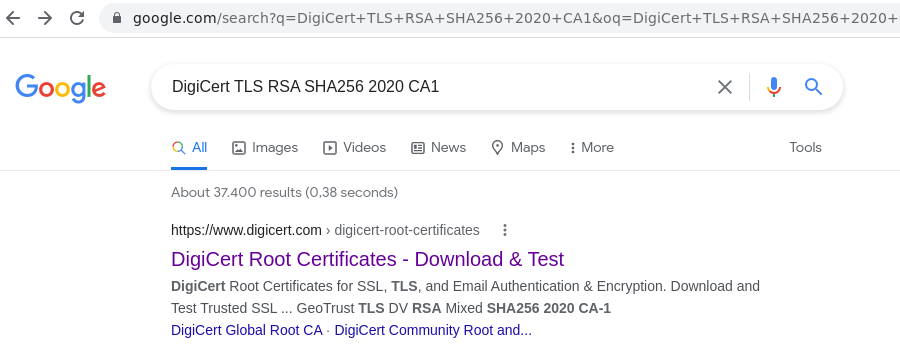 google.com/search?q=DigiCert+TLS+RSA+SHA256+2020+CA1&oq=DigiCert+TLS+RSA+SHA256+2020+
Google
DigiCert TLS RSA SHA256 2020 CA1
All Images Videos News Maps More Tools
About 37.400 results (0,38 seconds)
https://www.digicert.com › digicert-root-certificates
DigiCert Root Certificates - Download & Test
DigiCert Root Certificates for SSL, TLS, and Email Authentication & Encryption. Download and
Test Trusted SSL ... GeoTrust TLS DV RSA Mixed SHA256 2020 CA-1
DigiCert Global Root CA · DigiCert Community Root and...